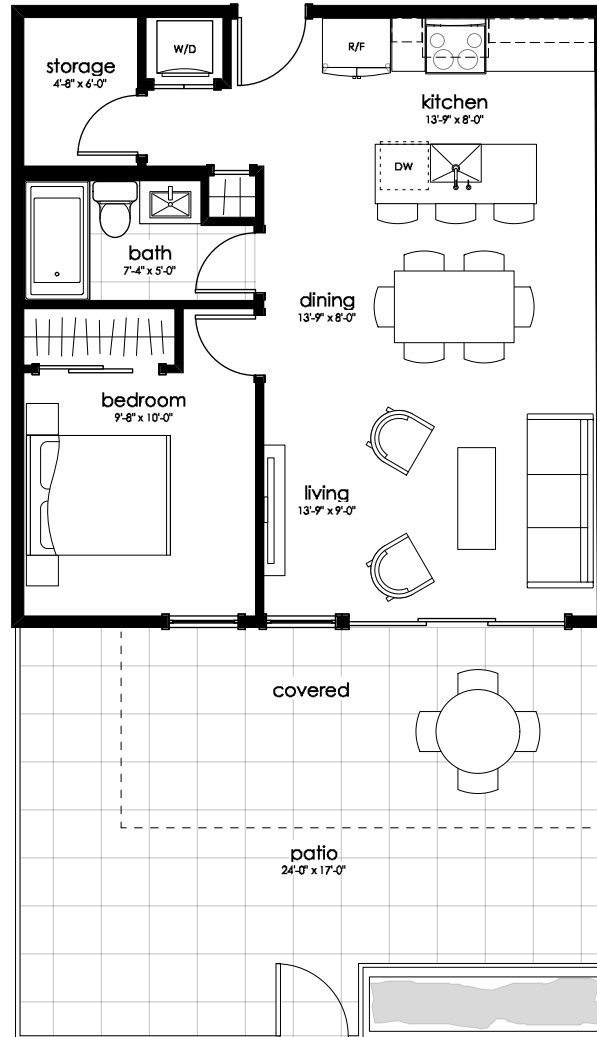 W/D
storage
4'-8" x 6'-0"
R/F
kitchen
13'-9" x 8'-0"
DW
bath
7'-4" x 5'-0"
dining
13'-9" x 8'-0"
bedroom
9'-8" x 10'-0"
living
13'-9" x 9'-0"
covered
patio
24'-0" x 17'-0"